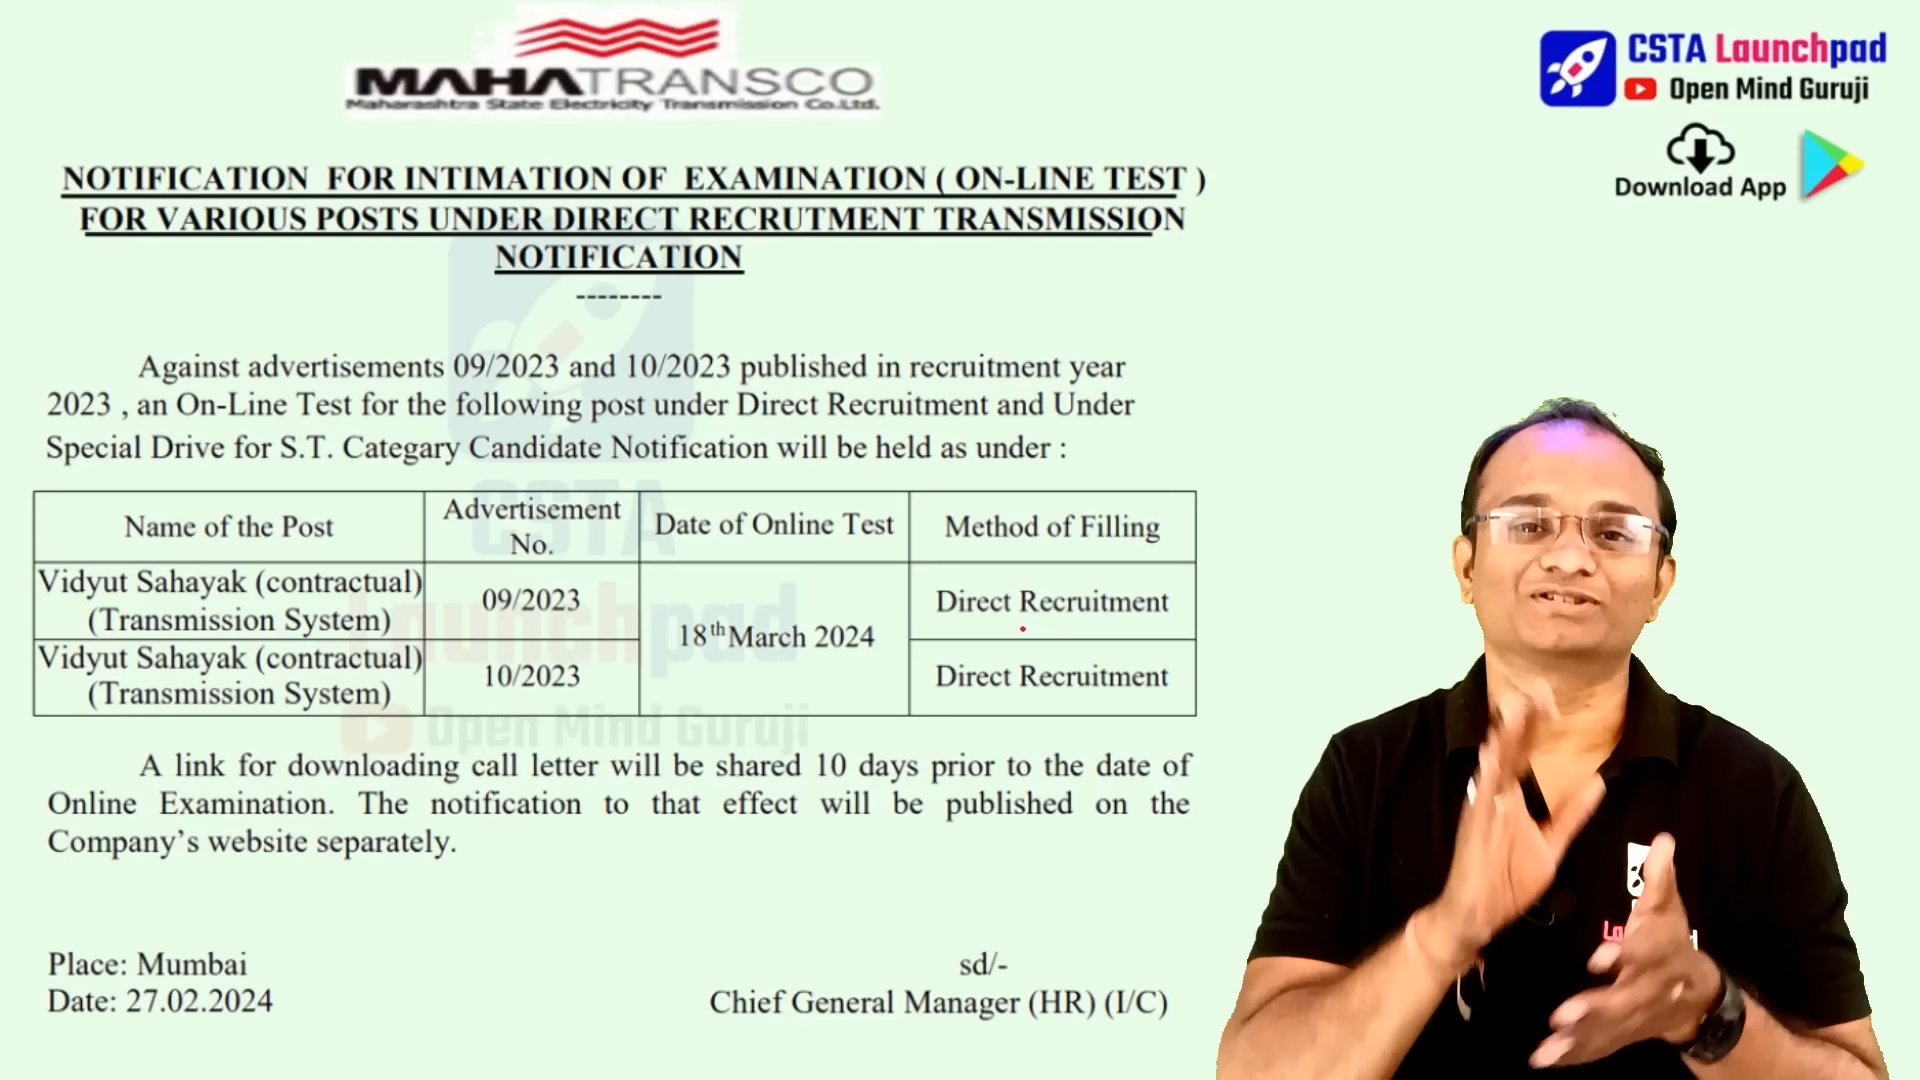 MAHATRANSCO
Maharashtra State Electricity Transmission Co.Ltd.
CSTA Launchpad
Open Mind Guruji
Download App
NOTIFICATION FOR INTIMATION OF EXAMINATION ( ON-LINE TEST )
FOR VARIOUS POSTS UNDER DIRECT RECRUTMENT TRANSMISSION
NOTIFICATION
--------
Against advertisements 09/2023 and 10/2023 published in recruitment year
2023 , an On-Line Test for the following post under Direct Recruitment and Under
Special Drive for S.T. Categary Candidate Notification will be held as under :
Name of the Post Advertisement No. Date of Online Test Method of Filling
Vidyut Sahayak (contractual) (Transmission System) 09/2023 18th March 2024 Direct Recruitment
Vidyut Sahayak (contractual) (Transmission System) 10/2023 Direct Recruitment
CSTA
Launchpad
Open Mind Guruji
A link for downloading call letter will be shared 10 days prior to the date of
Online Examination. The notification to that effect will be published on the
Company's website separately.
Place: Mumbai
Date: 27.02.2024
sd/-
Chief General Manager (HR) (I/C)